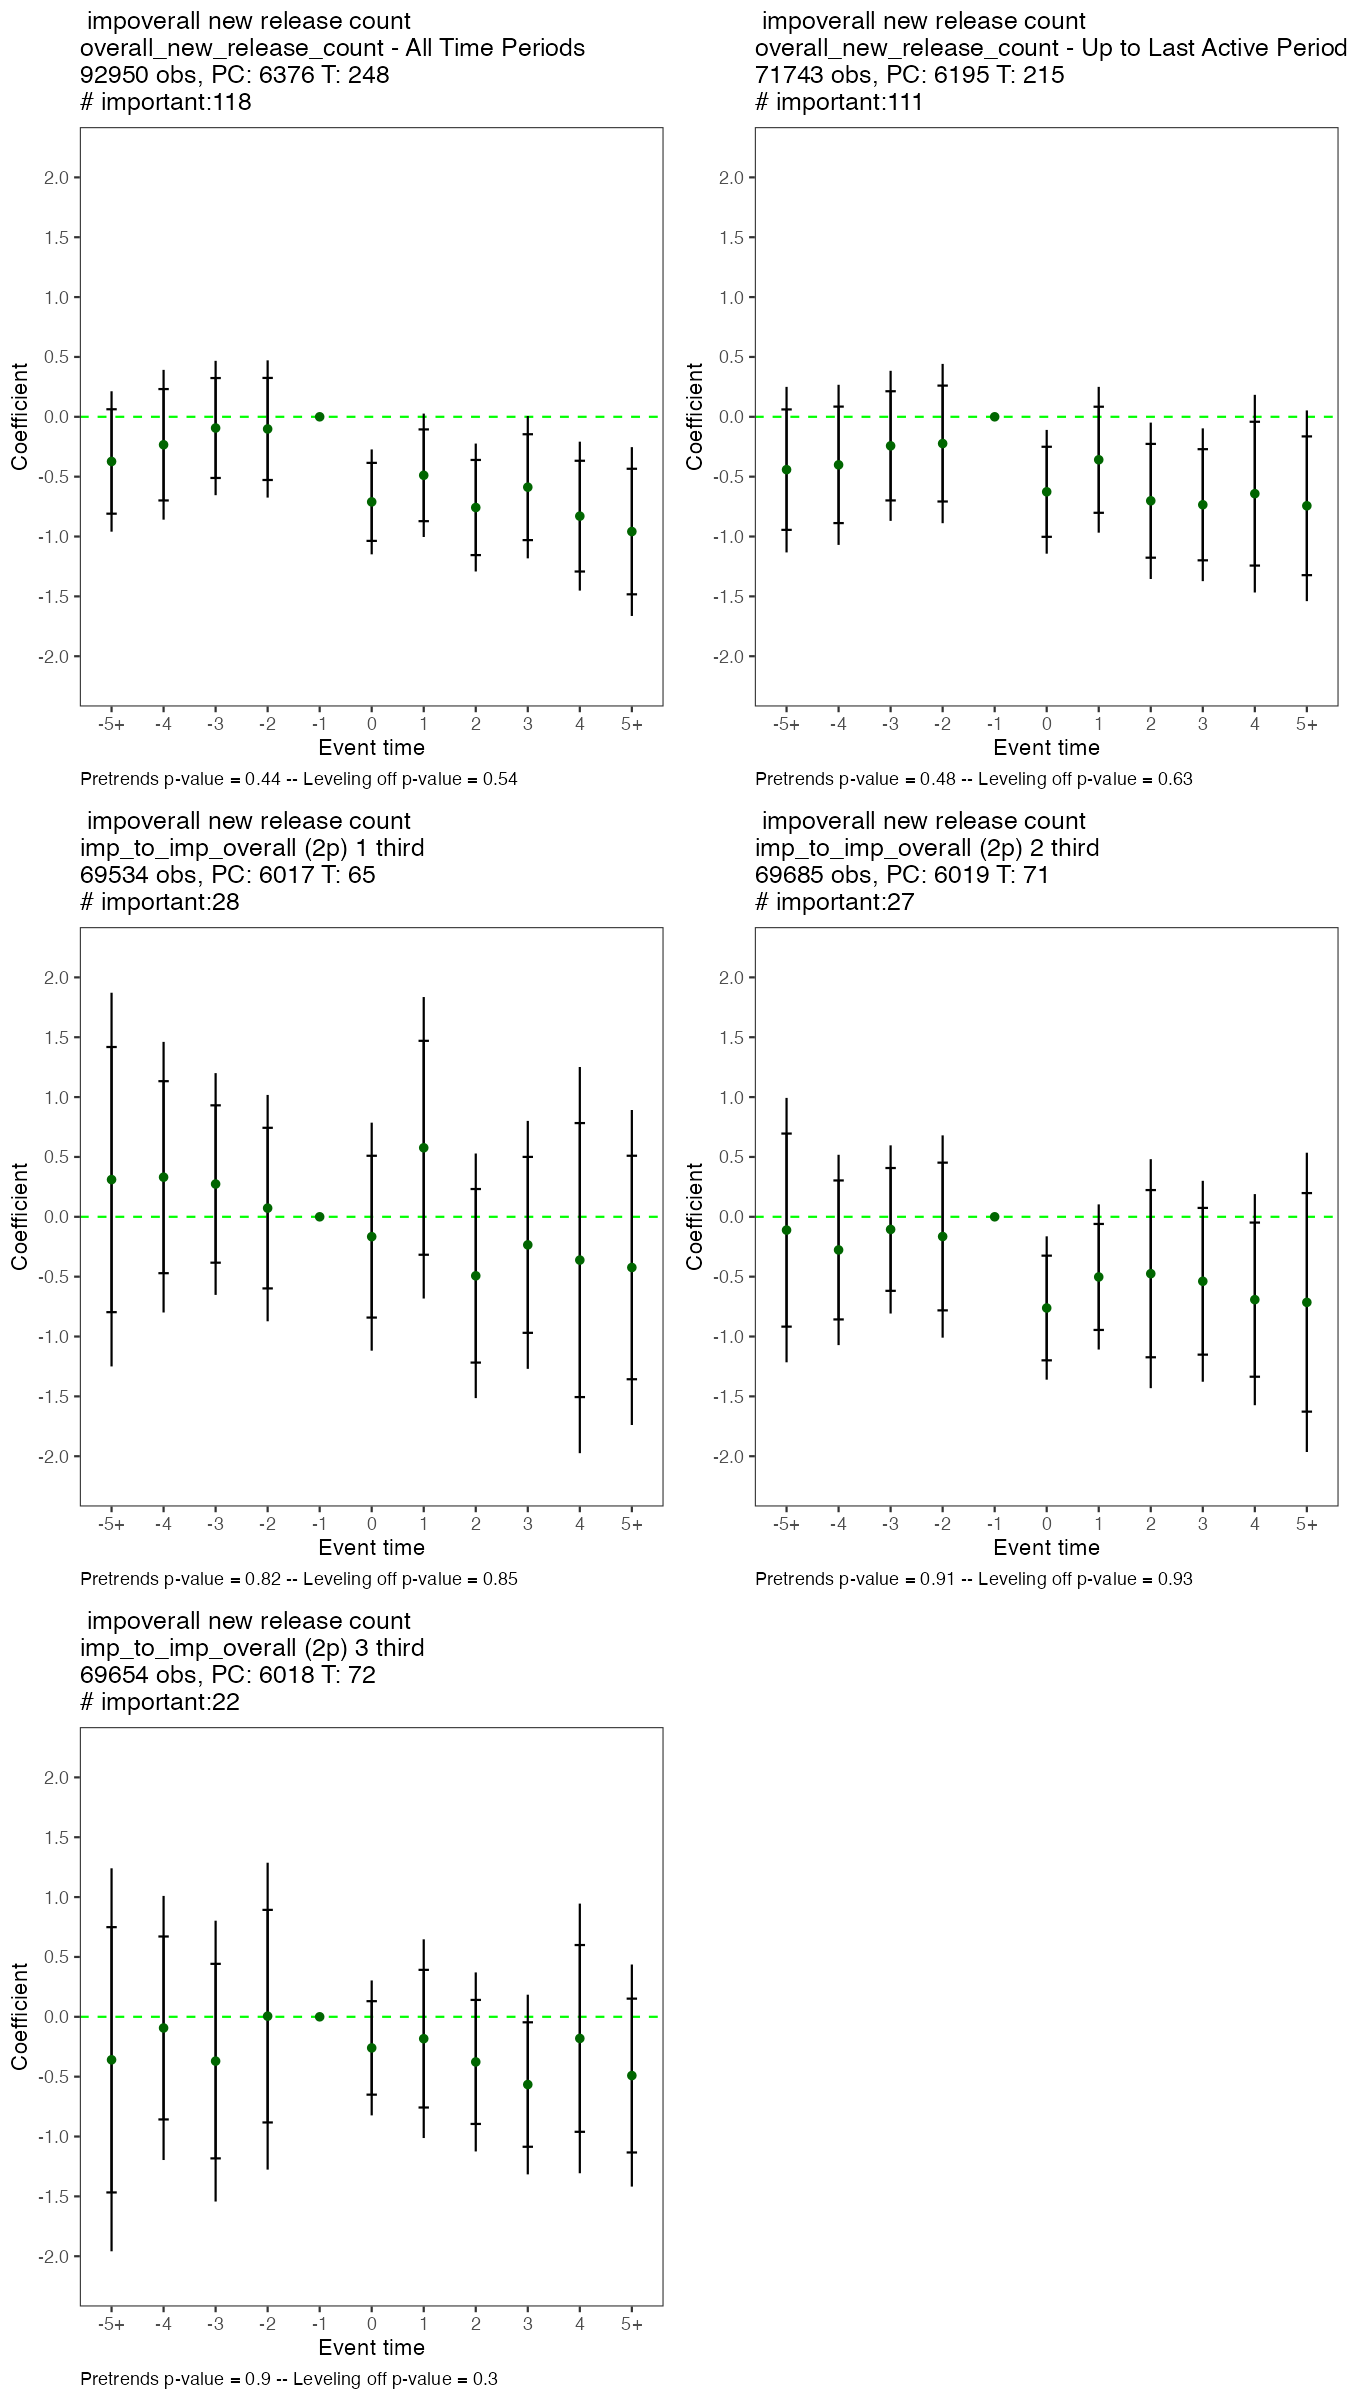 impoverall new release count
overall_new_release_count - All Time Periods
92950 obs, PC: 6376 T: 248
# important:118
Coefficient
2.0
1.5
1.0
0.5
0.0
-0.5
-1.0
-1.5
-2.0
-5+ -4 -3 -2 -1 0 1 2 3 4 5+
Event time
Pretrends p-value = 0.44 -- Leveling off p-value = 0.54
impoverall new release count
overall_new_release_count - Up to Last Active Period
71743 obs, PC: 6195 T: 215
# important:111
Coefficient
2.0
1.5
1.0
0.5
0.0
-0.5
-1.0
-1.5
-2.0
-5+ -4 -3 -2 -1 0 1 2 3 4 5+
Event time
Pretrends p-value = 0.48 -- Leveling off p-value = 0.63
impoverall new release count
imp_to_imp_overall (2p) 1 third
69534 obs, PC: 6017 T: 65
# important:28
Coefficient
2.0
1.5
1.0
0.5
0.0
-0.5
-1.0
-1.5
-2.0
-5+ -4 -3 -2 -1 0 1 2 3 4 5+
Event time
Pretrends p-value = 0.82 -- Leveling off p-value = 0.85
impoverall new release count
imp_to_imp_overall (2p) 2 third
69685 obs, PC: 6019 T: 71
# important:27
Coefficient
2.0
1.5
1.0
0.5
0.0
-0.5
-1.0
-1.5
-2.0
-5+ -4 -3 -2 -1 0 1 2 3 4 5+
Event time
Pretrends p-value = 0.91 -- Leveling off p-value = 0.93
impoverall new release count
imp_to_imp_overall (2p) 3 third
69654 obs, PC: 6018 T: 72
# important:22
Coefficient
2.0
1.5
1.0
0.5
0.0
-0.5
-1.0
-1.5
-2.0
-5+ -4 -3 -2 -1 0 1 2 3 4 5+
Event time
Pretrends p-value = 0.9 -- Leveling off p-value = 0.3